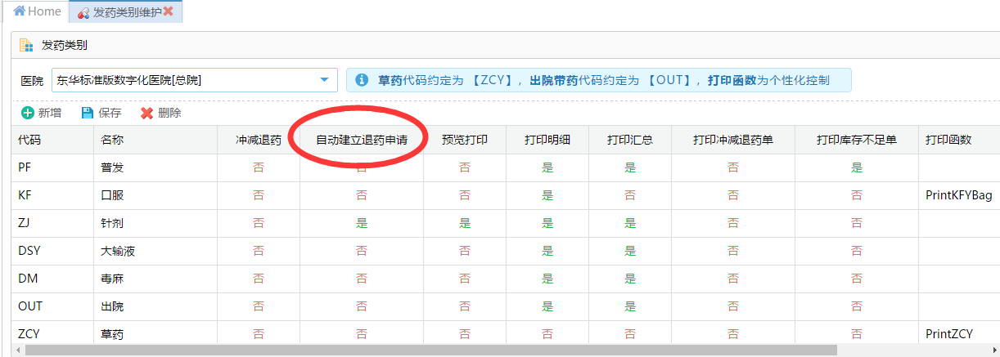 Home 发药类别维护
发药类别
医院 东华标准版数字化医院[总院] 草药代码约定为 【ZCY】，出院带药代码约定为 【OUT】，打印函数为个性化控制
新增 保存 删除
代码 名称 冲减退药 自动建立退药申请 预览打印 打印明细 打印汇总 打印冲减退药单 打印库存不足单 打印函数
PF 普发 否 否 否 是 是 否 是
KF 口服 否 否 否 是 否 否 否 PrintKFYBag
ZJ 针剂 否 是 是 是 是 否 否
DSY 大输液 否 否 否 是 是 否 否
DM 毒麻 否 否 否 是 是 否 否
OUT 出院 否 否 否 是 是 否 否
ZCY 草药 否 否 否 否 否 否 否 PrintZCY